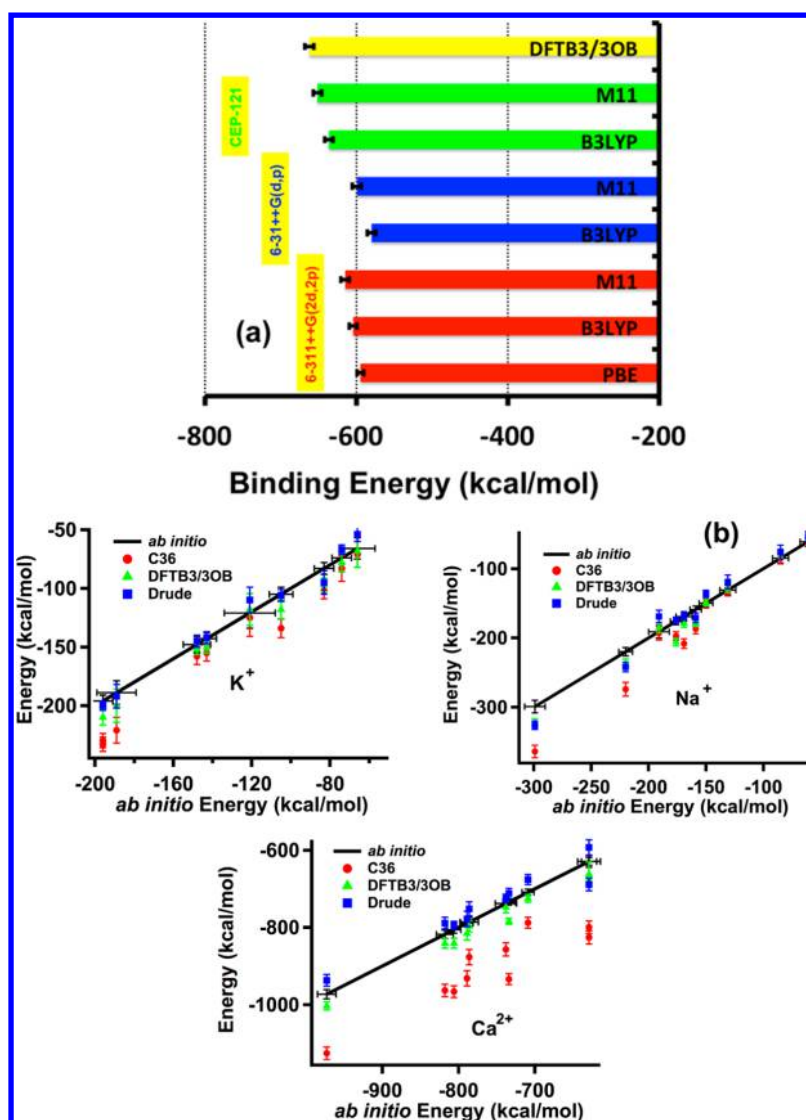 DFTB3/3OB
M11
CEP-121
B3LYP
M11
6-31++G(d,p)
B3LYP
M11
6-311++G(2d,2p)
B3LYP
(a)
PBE
-800 -600 -400 -200
Binding Energy (kcal/mol)
-50
-100
-150
-200
Energy (kcal/mol)
ab initio
C36
DFTB3/3OB
Drude
K+
-200 -160 -120 -80
ab initio Energy (kcal/mol)
(b)
-100
-200
-300
Energy (kcal/mol)
ab initio
C36
DFTB3/3OB
Drude
Na+
-300 -250 -200 -150 -100
ab initio Energy (kcal/mol)
-600
-800
-1000
Energy (kcal/mol)
ab initio
C36
DFTB3/3OB
Drude
Ca2+
-900 -800 -700
ab initio Energy (kcal/mol)